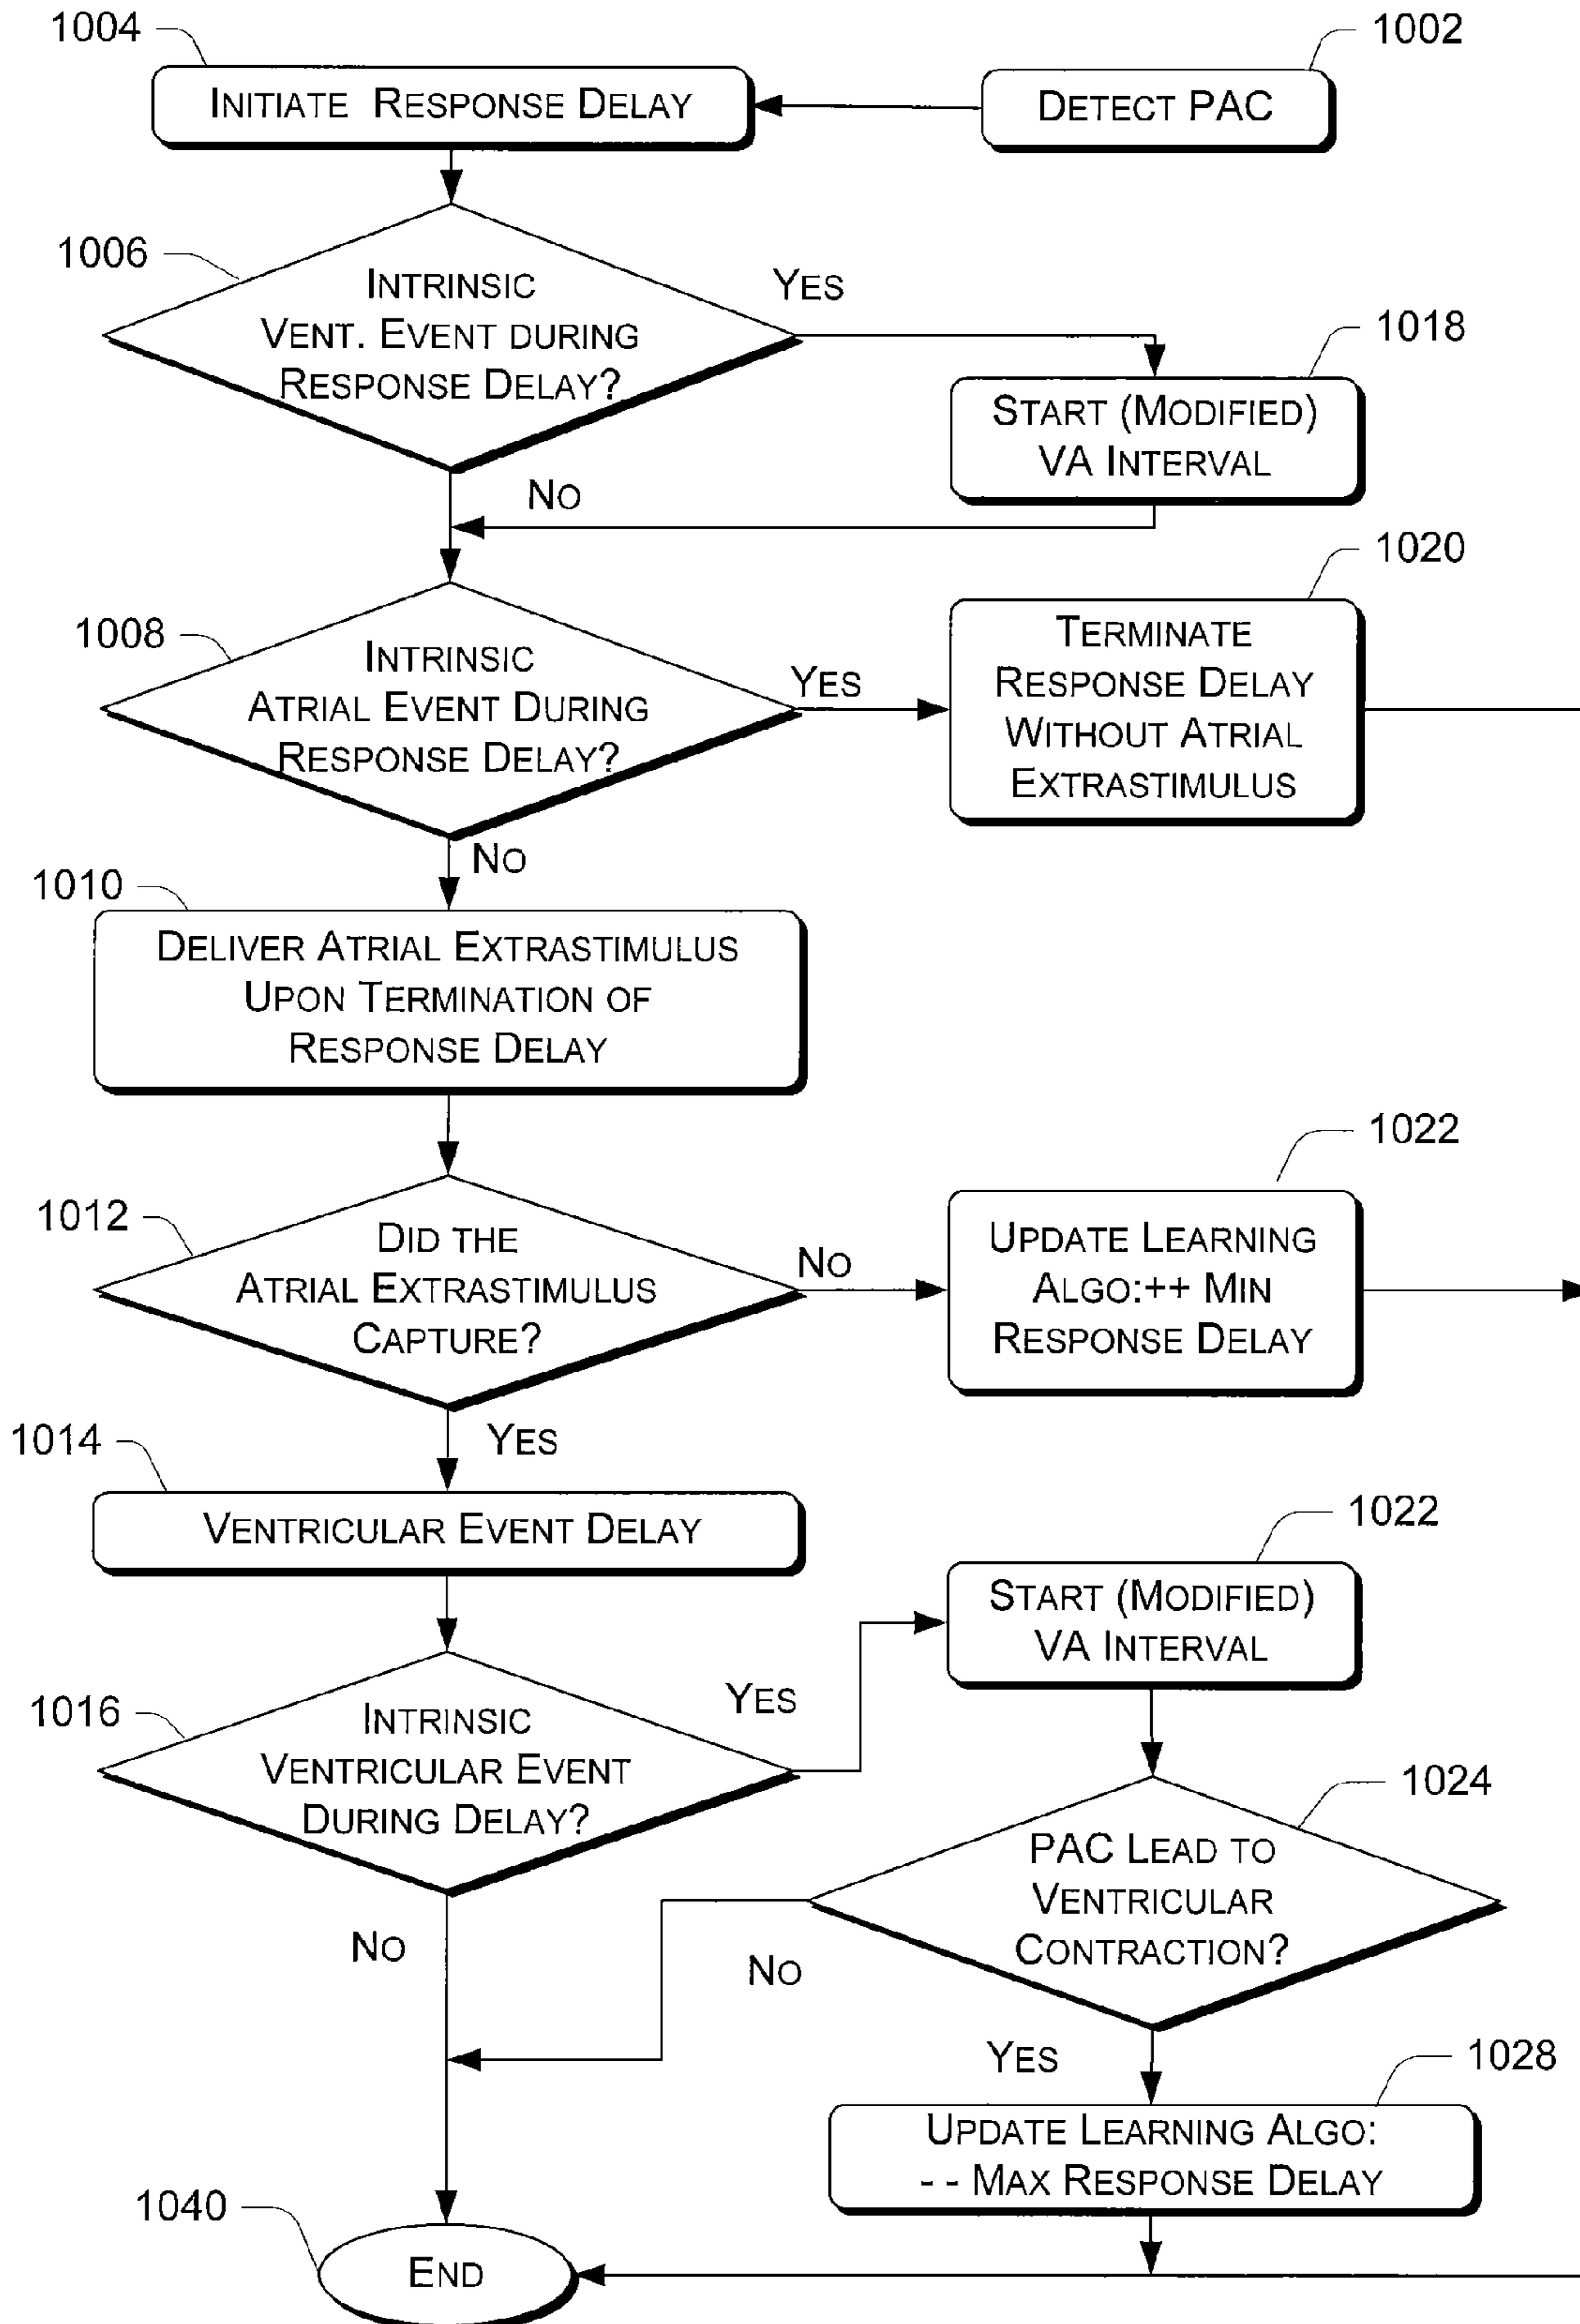 1004
1002
INITIATE RESPONSE DELAY
DETECT PAC
1006
INTRINSIC
VENT. EVENT DURING
RESPONSE DELAY?
YES
1018
START (MODIFIED)
VA INTERVAL
NO
1020
1008
INTRINSIC
ATRIAL EVENT DURING
RESPONSE DELAY?
YES
TERMINATE
RESPONSE DELAY
WITHOUT ATRIAL
EXTRASTIMULUS
NO
1010
DELIVER ATRIAL EXTRASTIMULUS
UPON TERMINATION OF
RESPONSE DELAY
1022
1012
DID THE
ATRIAL EXTRASTIMULUS
CAPTURE?
NO
UPDATE LEARNING
ALGO:++ MIN
RESPONSE DELAY
YES
1014
VENTRICULAR EVENT DELAY
1022
START (MODIFIED)
VA INTERVAL
1016
INTRINSIC
VENTRICULAR EVENT
DURING DELAY?
YES
1024
PAC LEAD TO
VENTRICULAR
CONTRACTION?
NO
NO
YES
1028
UPDATE LEARNING ALGO:
- - MAX RESPONSE DELAY
1040
END